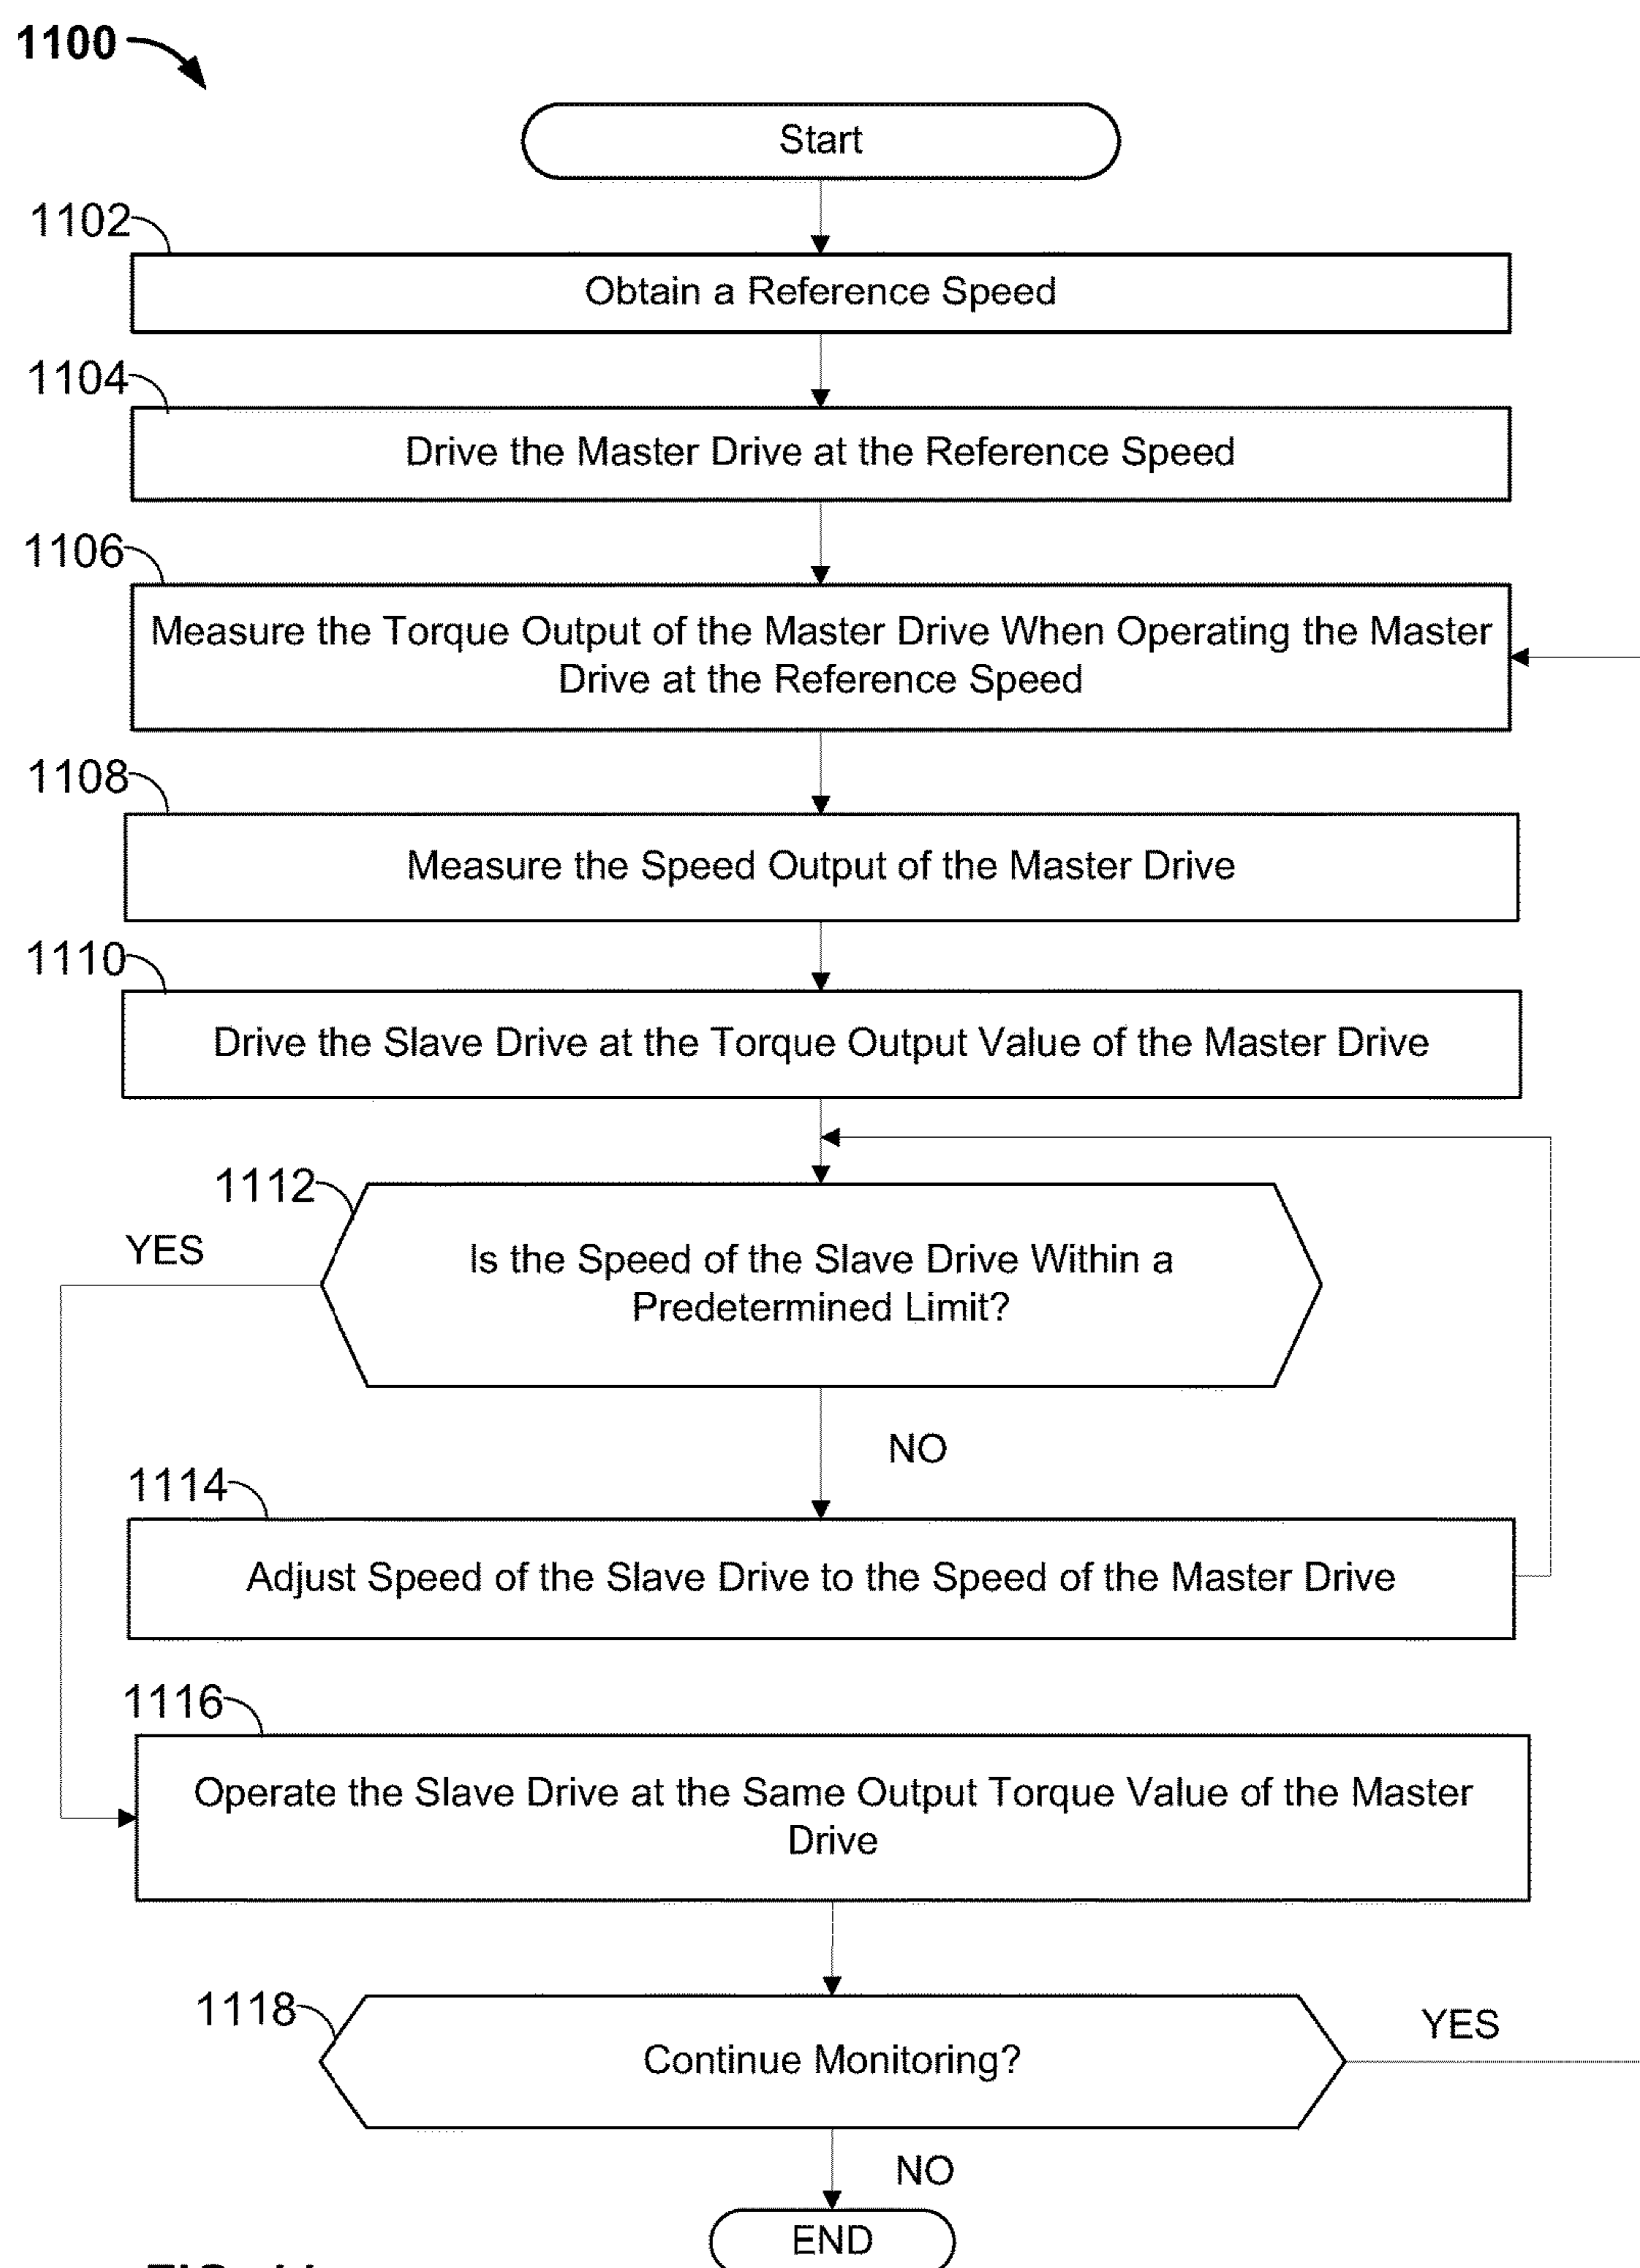 1100
Start
1102
Obtain a Reference Speed
1104
Drive the Master Drive at the Reference Speed
1106
Measure the Torque Output of the Master Drive When Operating the Master
Drive at the Reference Speed
1108
Measure the Speed Output of the Master Drive
1110
Drive the Slave Drive at the Torque Output Value of the Master Drive
1112
YES
Is the Speed of the Slave Drive Within a
Predetermined Limit?
NO
1114
Adjust Speed of the Slave Drive to the Speed of the Master Drive
1116
Operate the Slave Drive at the Same Output Torque Value of the Master
Drive
1118
YES
Continue Monitoring?
NO
END